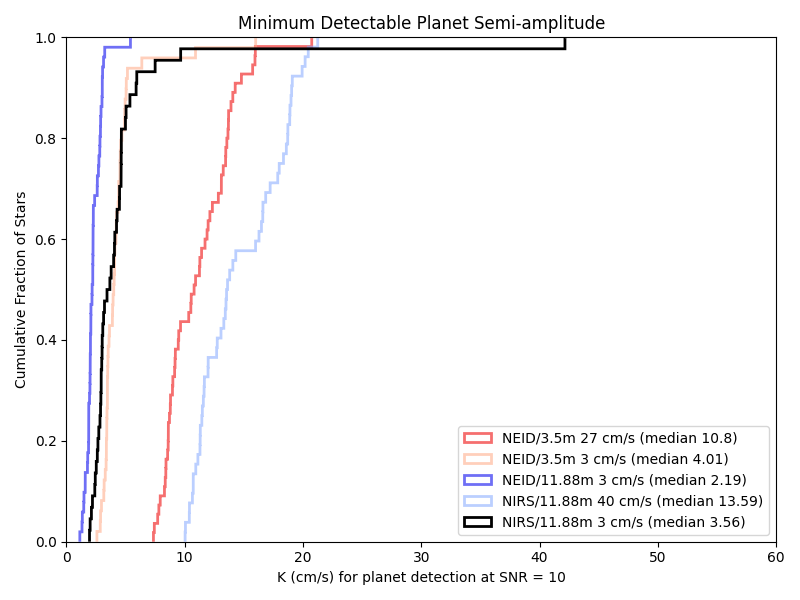 Minimum Detectable Planet Semi-amplitude
1.0
0.8
0.6
0.4
0.2
0.0
Cumulative Fraction of Stars
NEID/3.5m 27 cm/s (median 10.8)
NEID/3.5m 3 cm/s (median 4.01)
NEID/11.88m 3 cm/s (median 2.19)
NIRS/11.88m 40 cm/s (median 13.59)
NIRS/11.88m 3 cm/s (median 3.56)
0 10 20 30 40 50 60
K (cm/s) for planet detection at SNR = 10